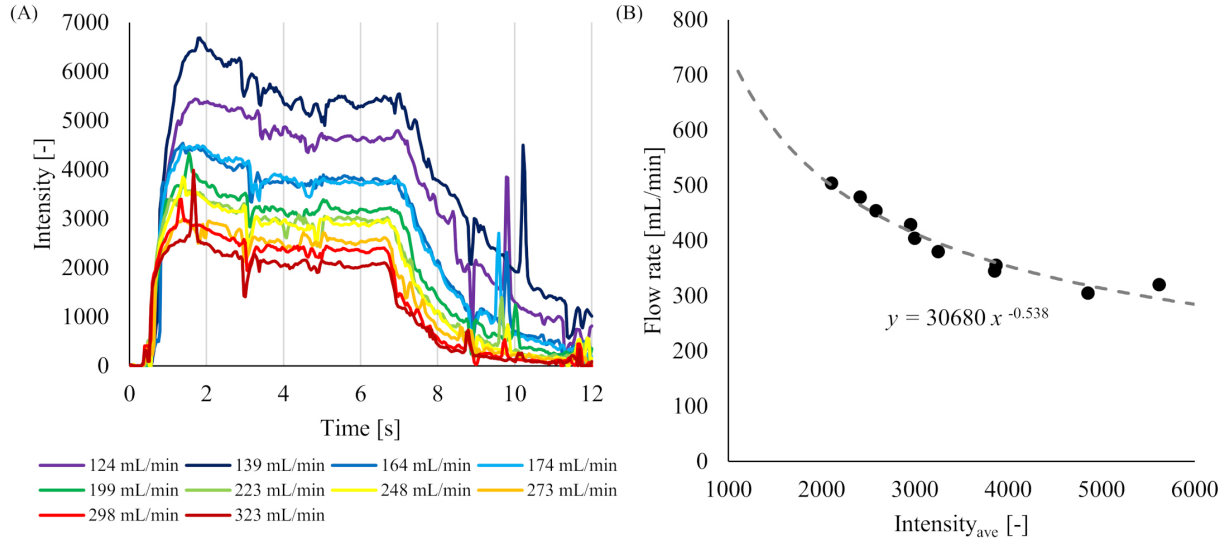 (A)
Intensity [-]
7000
6000
5000
4000
3000
2000
1000
0
0 2 4 6 8 10 12
Time [s]
124 mL/min 139 mL/min 164 mL/min 174 mL/min
199 mL/min 223 mL/min 248 mL/min 273 mL/min
298 mL/min 323 mL/min
(B)
Flow rate [mL/min]
800
700
600
500
400
300
200
100
0
y = 30680 x -0.538
1000 2000 3000 4000 5000 6000
Intensityave [-]